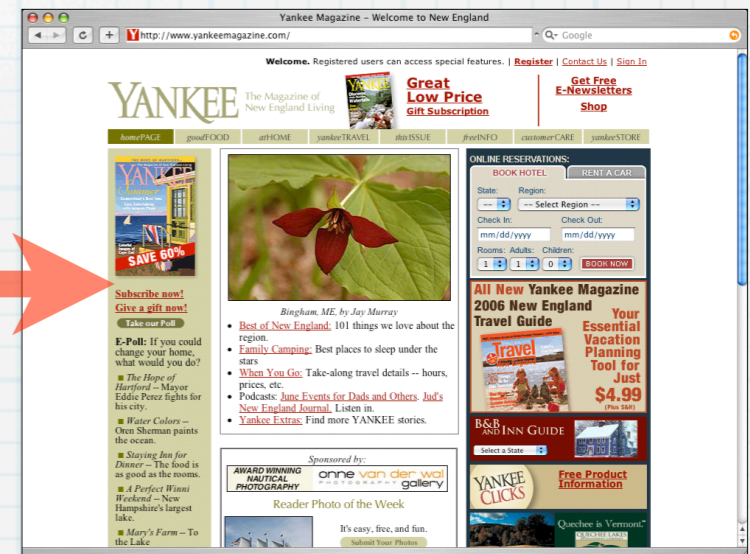 Yankee Magazine – Welcome to New England
http://www.yankeemagazine.com/
Google
Welcome. Registered users can access special features. | Register | Contact Us | Sign In
YANKEE
The Magazine of
New England Living
YANKEE
Great
Low Price
Gift Subscription
Get Free
E-Newsletters
Shop
homePAGE
goodFOOD
atHOME
yankeeTRAVEL
thisISSUE
freeINFO
customerCARE
yankeeSTORE
YANKEE
Summer
SAVE 60%
Subscribe now!
Give a gift now!
Take our Poll
E-Poll: If you could
change your home,
what would you do?
The Hope of
Hartford -- Mayor
Eddie Perez fights for
his city.
Water Colors --
Oren Sherman paints
the ocean.
Staying Inn for
Dinner -- The food is
as good as the rooms.
A Perfect Winni
Weekend -- New
Hampshire's largest
lake.
Mary's Farm -- To
the Lake
Bingham, ME, by Jay Murray
Best of New England: 101 things we love about the
region.
Family Camping: Best places to sleep under the
stars
When You Go: Take-along travel details -- hours,
prices, etc.
Podcasts: June Events for Dads and Others. Jud's
New England Journal. Listen in.
Yankee Extras: Find more YANKEE stories.
Sponsored by:
AWARD WINNING
NAUTICAL
PHOTOGRAPHY
onne van der wal
PHOTOGRAPHY gallery
Reader Photo of the Week
It's easy, free, and fun.
Submit Your Photos
ONLINE RESERVATIONS:
BOOK HOTEL
RENT A CAR
State: Region:
-- -- Select Region --
Check In: Check Out:
mm/dd/yyyy mm/dd/yyyy
Rooms: Adults: Children:
1 1 0 BOOK NOW
All New Yankee Magazine
2006 New England
Travel Guide
Your
Essential
Vacation
Planning
Tool for
Just
$4.99
(Plus S&H)
Travel
B&B
AND INN GUIDE
Select a State
YANKEE
CLICKS
Free Product
Information
Quechee is Vermont.
QUECHEE LAKES